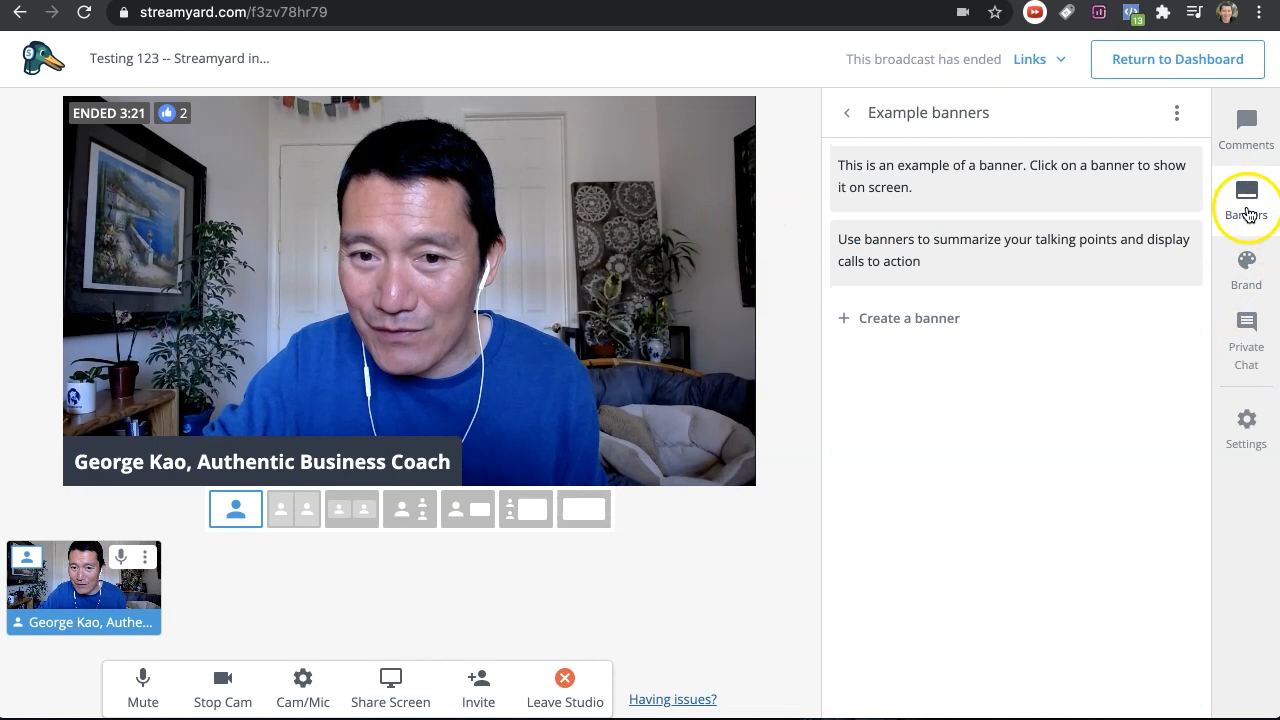 streamyard.com/f3zv78hr79
13
Testing 123 -- Streamyard in...
This broadcast has ended
Links
Return to Dashboard
ENDED 3:21
2
Example banners
This is an example of a banner. Click on a banner to show
it on screen.
Use banners to summarize your talking points and display
calls to action
+ Create a banner
Comments
Banners
Brand
Private
Chat
Settings
George Kao, Authentic Business Coach
George Kao, Authe...
Mute
Stop Cam
Cam/Mic
Share Screen
Invite
Leave Studio
Having issues?